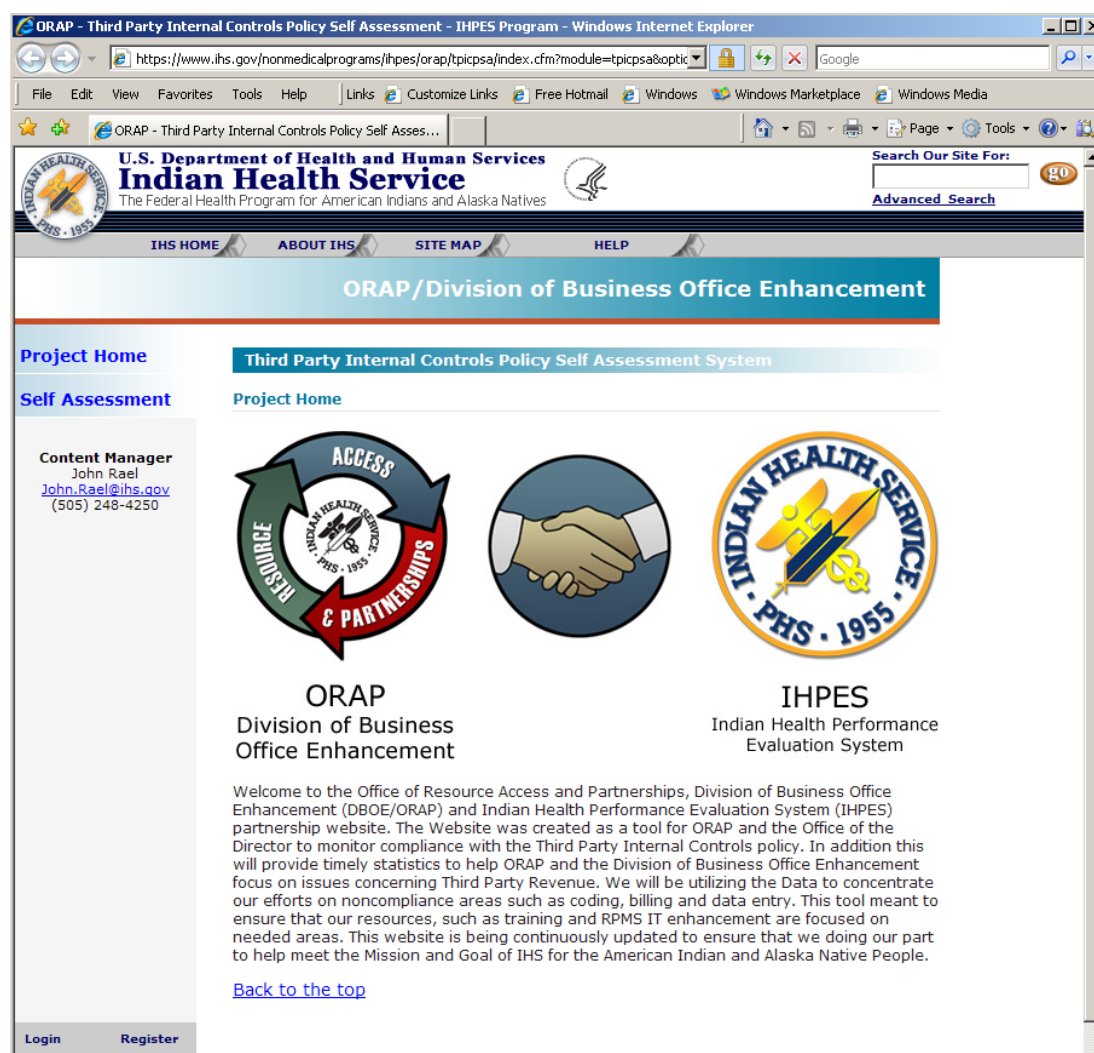 ORAP - Third Party Internal Controls Policy Self Assessment - IHPES Program - Windows Internet Explorer
https://www.ihs.gov/nonmedicalprograms/ihpes/orap/tpicpsa/index.cfm?module=tpicpsa&optic
Google
File Edit View Favorites Tools Help Links Customize Links Free Hotmail Windows Windows Marketplace Windows Media
ORAP - Third Party Internal Controls Policy Self Asses...
Page Tools
U.S. Department of Health and Human Services
Indian Health Service
The Federal Health Program for American Indians and Alaska Natives
INDIAN HEALTH SERVICE
PHS · 1955
Search Our Site For:
go
Advanced Search
IHS HOME ABOUT IHS SITE MAP HELP
ORAP/Division of Business Office Enhancement
Project Home
Self Assessment
Content Manager
John Rael
John.Rael@ihs.gov
(505) 248-4250
Third Party Internal Controls Policy Self Assessment System
Project Home
ACCESS
& PARTNERSHIPS
RESOURCE
INDIAN HEALTH SERVICE
PHS · 1955
INDIAN HEALTH SERVICE
· PHS · 1955 ·
ORAP
Division of Business
Office Enhancement
IHPES
Indian Health Performance
Evaluation System
Welcome to the Office of Resource Access and Partnerships, Division of Business Office
Enhancement (DBOE/ORAP) and Indian Health Performance Evaluation System (IHPES)
partnership website. The Website was created as a tool for ORAP and the Office of the
Director to monitor compliance with the Third Party Internal Controls policy. In addition this
will provide timely statistics to help ORAP and the Division of Business Office Enhancement
focus on issues concerning Third Party Revenue. We will be utilizing the Data to concentrate
our efforts on noncompliance areas such as coding, billing and data entry. This tool meant to
ensure that our resources, such as training and RPMS IT enhancement are focused on
needed areas. This website is being continuously updated to ensure that we doing our part
to help meet the Mission and Goal of IHS for the American Indian and Alaska Native People.
Back to the top
Login Register